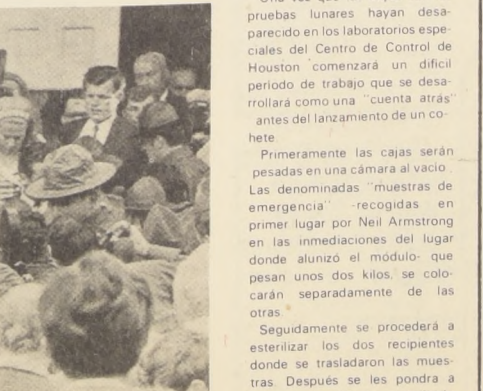 pruebas lunares hayan desa-
parecido en los laboratorios espe-
ciales del Centro de Control de
Houston comenzará un dificil
periodo de trabajo que se desa-
rrollará como una "cuenta atrás"
antes del lanzamiento de un co-
hete
Primeramente las cajas serán
pesadas en una cámara al vacio
Las denominadas "muestras de
emergencia" -recogidas en
primer lugar por Neil Armstrong
en las inmediaciones del lugar
donde alunizó el módulo- que
pesan unos dos kilos, se colo-
carán separadamente de las
otras
Seguidamente se procederá a
esterilizar los dos recipientes
donde se trasladaron las mues-
tras. Después se les pondra a